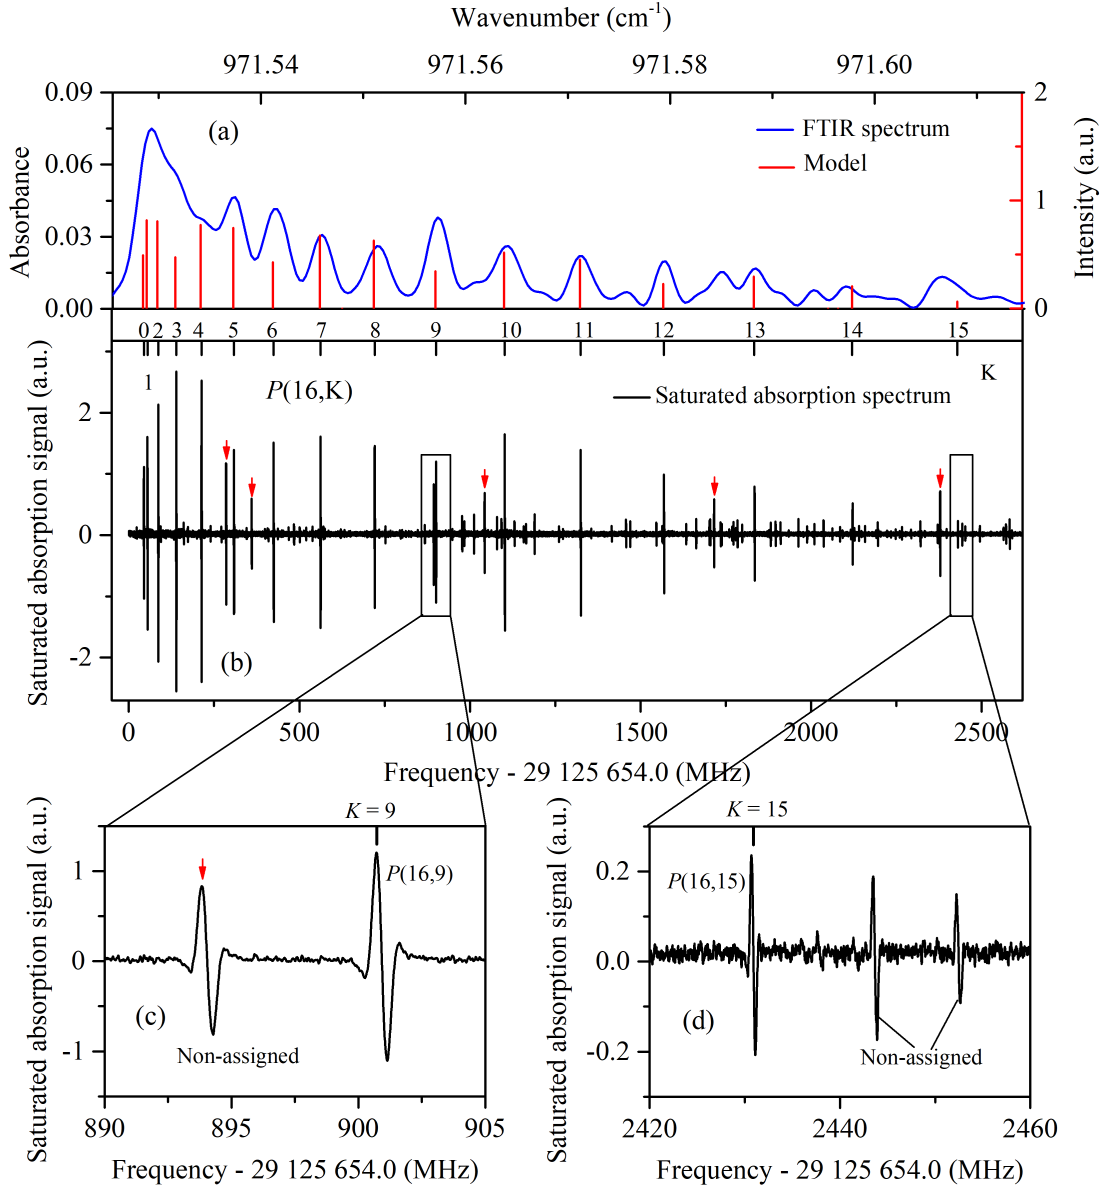 Wavenumber (cm-1)
971.54 971.56 971.58 971.60
0.09 2
(a) FTIR spectrum
Model
0.06
Absorbance 1 Intensity (a.u.)
0.03
0.00 0
0 2 3 4 5 6 7 8 9 10 11 12 13 14 15
1 P(16,K) K
Saturated absorption spectrum
2
Saturated absorption signal (a.u.)
0
-2
(b)
0 500 1000 1500 2000 2500
Frequency - 29 125 654.0 (MHz)
K = 9
Saturated absorption signal (a.u.)
1
P(16,9)
0
(c)
Non-assigned
-1
890 895 900 905
Frequency - 29 125 654.0 (MHz)
K = 15
Saturated absorption signal (a.u.)
0.2
P(16,15)
0.0
(d)
Non-assigned
-0.2
2420 2440 2460
Frequency - 29 125 654.0 (MHz)